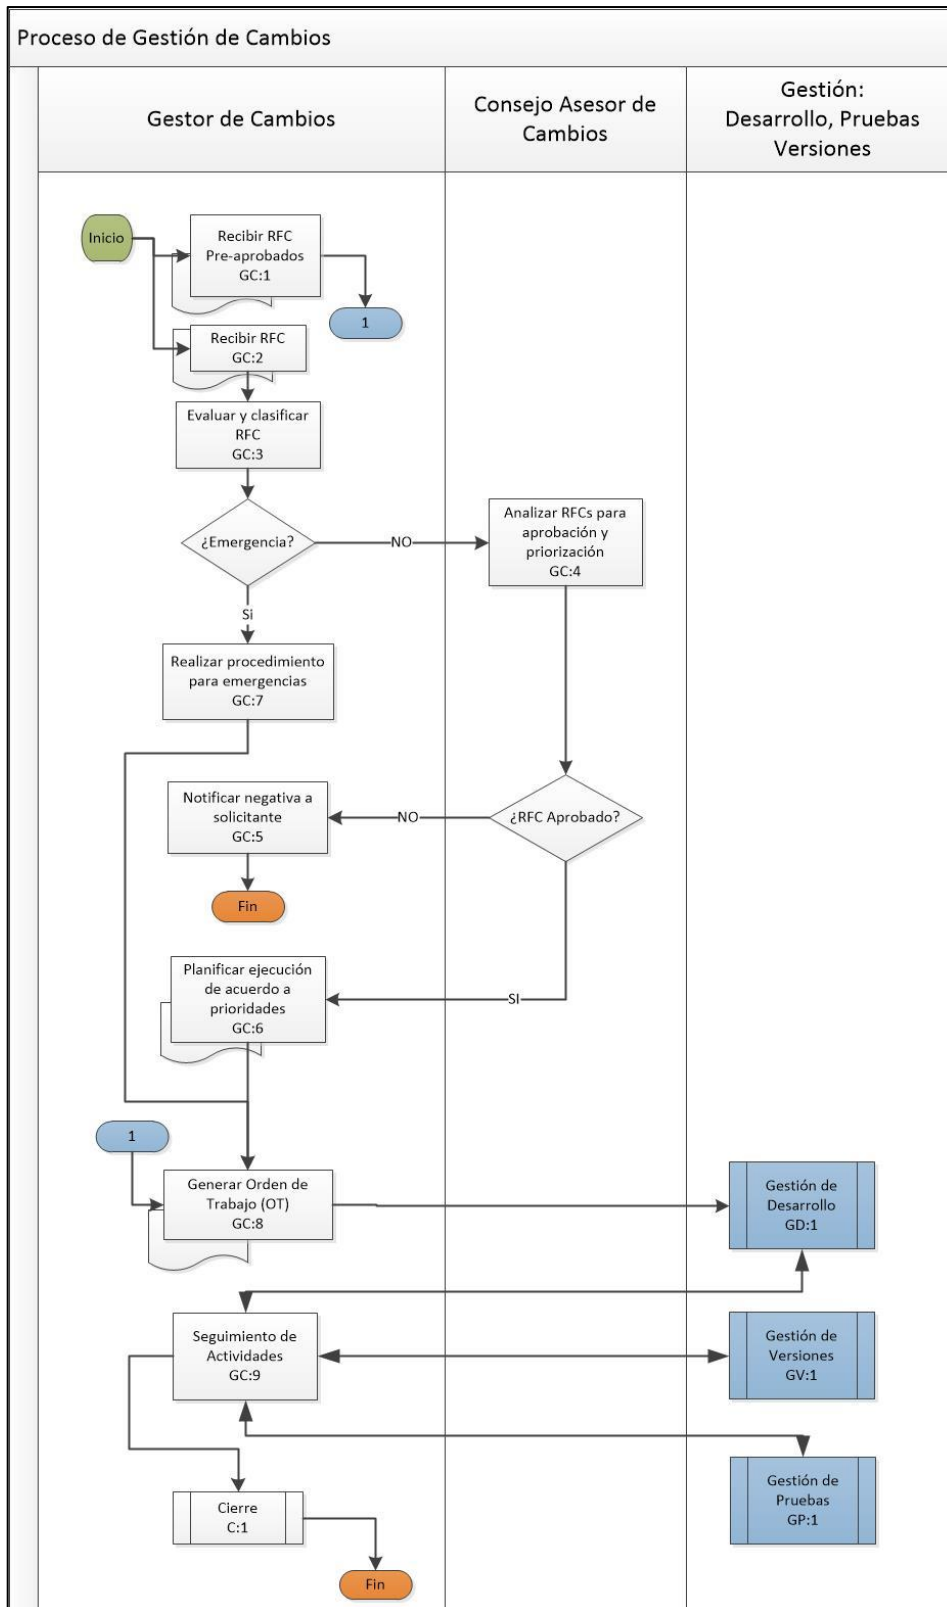 Proceso de Gestión de Cambios
Gestor de Cambios
Consejo Asesor de
Cambios
Gestión:
Desarrollo, Pruebas
Versiones
Inicio
Recibir RFC
Pre-aprobados
GC:1
1
Recibir RFC
GC:2
Evaluar y clasificar
RFC
GC:3
¿Emergencia?
NO
Analizar RFCs para
aprobación y
priorización
GC:4
Si
Realizar procedimiento
para emergencias
GC:7
Notificar negativa a
solicitante
GC:5
NO
¿RFC Aprobado?
Fin
Planificar ejecución
de acuerdo a
prioridades
GC:6
SI
1
Generar Orden de
Trabajo (OT)
GC:8
Gestión de
Desarrollo
GD:1
Seguimiento de
Actividades
GC:9
Gestión de
Versiones
GV:1
Gestión de
Pruebas
GP:1
Cierre
C:1
Fin